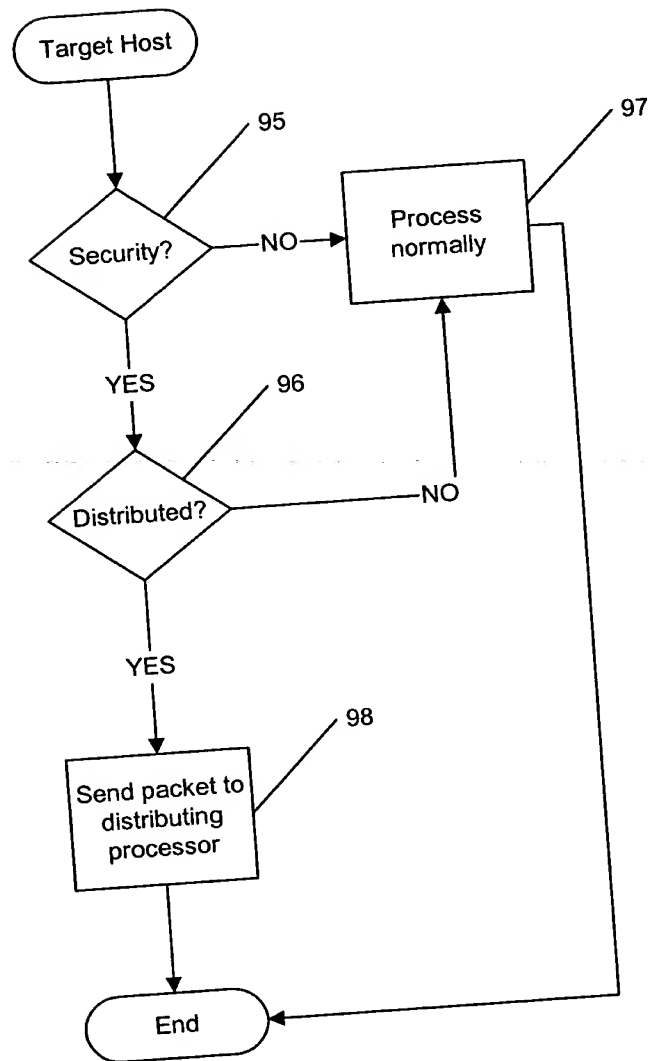 Target Host
95
97
Security?
NO
Process
normally
YES
96
Distributed?
NO
YES
98
Send packet to
distributing
processor
End